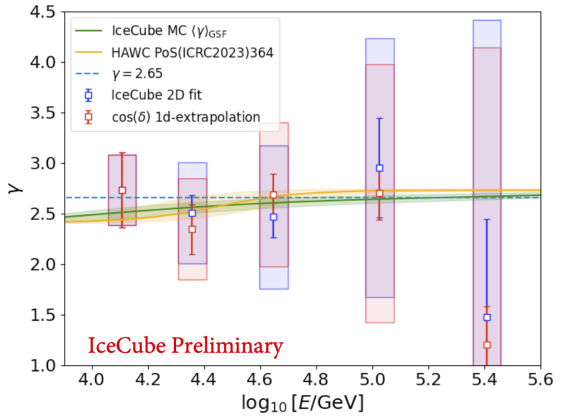 4.5
4.0
3.5
3.0
2.5
2.0
1.5
1.0
γ
IceCube MC ⟨γ⟩GSF
HAWC PoS(ICRC2023)364
γ = 2.65
IceCube 2D fit
cos(δ) 1d-extrapolation
IceCube Preliminary
4.0 4.2 4.4 4.6 4.8 5.0 5.2 5.4 5.6
log10 [E/GeV]